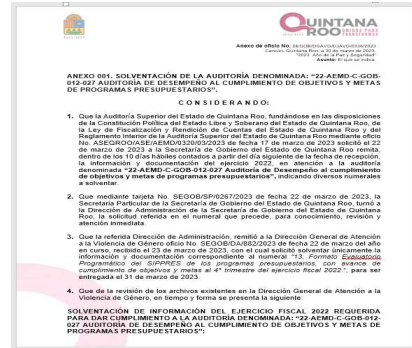 QUINTANA
ROO UNIDOS PARA TRANSFORMAR
Anexo de oficio No.
Cancún, Quintana Roo, a 30 de marzo de 2023.
"2023, Año de la Paz y Seguridad"
Asunto: El que se indica.
ANEXO 001. SOLVENTACIÓN DE LA AUDITORÍA DENOMINADA: "22-AEMD-C-GOB-
012-027 AUDITORÍA DE DESEMPEÑO AL CUMPLIMIENTO DE OBJETIVOS Y METAS
DE PROGRAMAS PRESUPUESTARIOS".
C O N S I D E R A N D O :
1. Que la Auditoría Superior del Estado de Quintana Roo, fundándose en las disposiciones
de la Constitución Política del Estado Libre y Soberano del Estado de Quintana Roo, de
la Ley de Fiscalización y Rendición de Cuentas del Estado de Quintana Roo y del
Reglamento Interior de la Auditoría Superior del Estado de Quintana Roo mediante oficio
No. ASEQROO/ASE/AEMD/0320/03/2023 de fecha 17 de marzo de 2023 solicitó el 22
de marzo de 2023 a la Secretaría de Gobierno del Estado de Quintana Roo remita,
dentro de los 10 días hábiles contados a partir del día siguiente de la fecha de recepción,
la información y documentación del ejercicio 2022, en atención a la auditoría
denominada "22-AEMD-C-GOB-012-027 Auditoría de Desempeño al cumplimiento
de objetivos y metas de programas presupuestarios", indicando diversos numerales
a solventar.
2. Que mediante tarjeta No. SEGOB/SP/0267/2023 de fecha 22 de marzo de 2023, la
Secretaría Particular de la Secretaría de Gobierno del Estado de Quintana Roo, turnó a
la Dirección de Administración de la Secretaría de Gobierno del Estado de Quintana
Roo, la solicitud referida en el numeral que precede, para conocimiento, revisión y
atención inmediata.
3. Que la referida Dirección de Administración, remitió a la Dirección General de Atención
a la Violencia de Género oficio No. SEGOB/DA/882/2023 de fecha 22 de marzo del año
en curso, recibido el 23 de marzo de 2023, con el cual solicitó solventar únicamente la
información y documentación correspondiente al numeral "13. Formato Evaluatorio
Programático del SIPPRES de los programas presupuestarios, con avance de
cumplimiento de objetivos y metas al 4° trimestre del ejercicio fiscal 2022.", para ser
entregada el 31 de marzo de 2023.
4. Que de la revisión de los archivos existentes en la Dirección General de Atención a la
Violencia de Género, en tiempo y forma se presenta la siguiente:
SOLVENTACIÓN DE INFORMACIÓN DEL EJERCICIO FISCAL 2022 REQUERIDA
PARA DAR CUMPLIMIENTO A LA AUDITORÍA DENOMINADA: "22-AEMD-C-GOB-012-
027 AUDITORÍA DE DESEMPEÑO AL CUMPLIMIENTO DE OBJETIVOS Y METAS DE
PROGRAMAS PRESUPUESTARIOS":